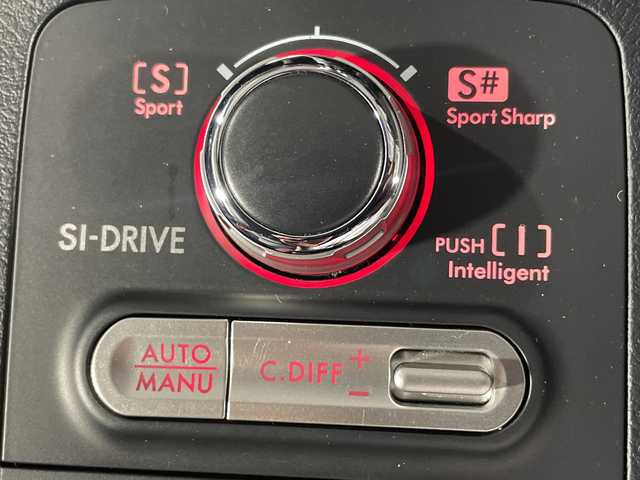 [S]
Sport
S#
Sport Sharp
SI-DRIVE
PUSH [I]
Intelligent
AUTO
MANU
C.DIFF
+
−